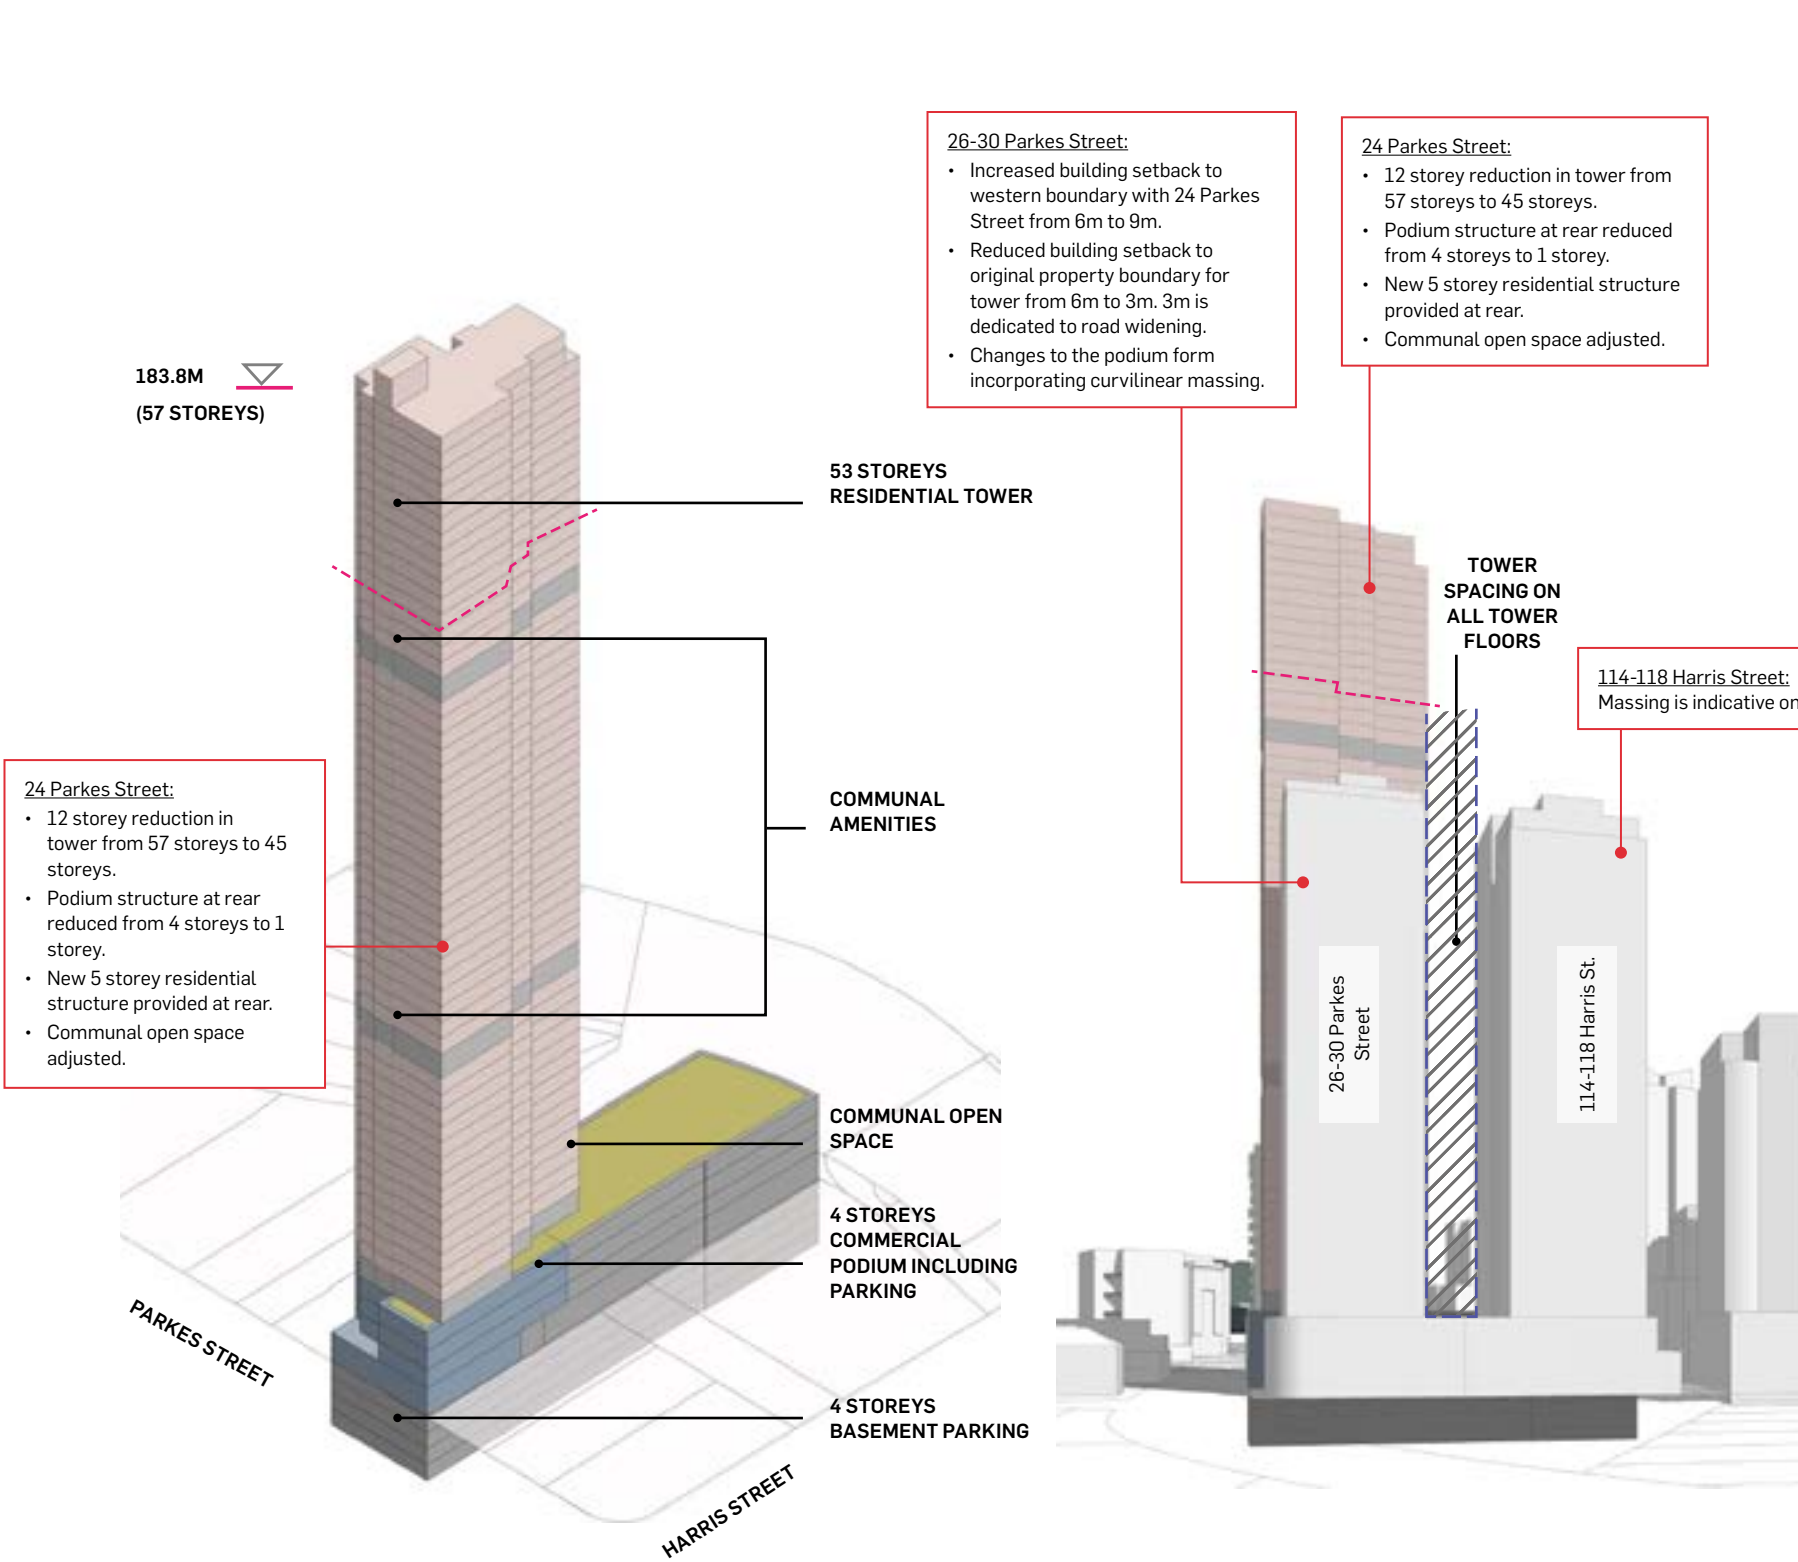 26-30 Parkes Street:
• Increased building setback to
western boundary with 24 Parkes
Street from 6m to 9m.
• Reduced building setback to
original property boundary for
tower from 6m to 3m. 3m is
dedicated to road widening.
• Changes to the podium form
incorporating curvilinear massing.
24 Parkes Street:
• 12 storey reduction in tower from
57 storeys to 45 storeys.
• Podium structure at rear reduced
from 4 storeys to 1 storey.
• New 5 storey residential structure
provided at rear.
• Communal open space adjusted.
183.8M
(57 STOREYS)
53 STOREYS
RESIDENTIAL TOWER
TOWER
SPACING ON
ALL TOWER
FLOORS
114-118 Harris Street:
Massing is indicative on
24 Parkes Street:
• 12 storey reduction in
tower from 57 storeys to 45
storeys.
• Podium structure at rear
reduced from 4 storeys to 1
storey.
• New 5 storey residential
structure provided at rear.
• Communal open space
adjusted.
COMMUNAL
AMENITIES
26-30 Parkes
Street
114-118 Harris St.
COMMUNAL OPEN
SPACE
4 STOREYS
COMMERCIAL
PODIUM INCLUDING
PARKING
PARKES STREET
4 STOREYS
BASEMENT PARKING
HARRIS STREET